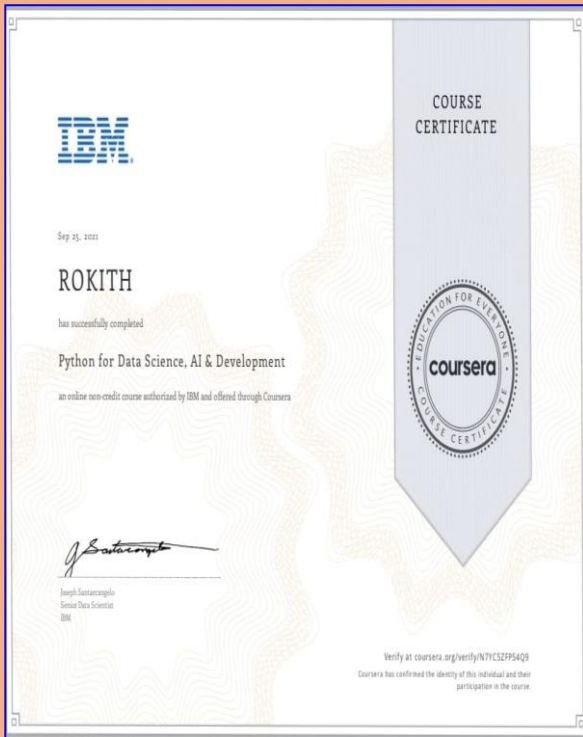 COURSE
CERTIFICATE
IBM
Sep 25, 2021
ROKITH
has successfully completed
Python for Data Science, AI & Development
an online non-credit course authorized by IBM and offered through Coursera
EDUCATION FOR EVERYONE
coursera
COURSE CERTIFICATE
Joseph Santarcangelo
Senior Data Scientist
IBM
Verify at coursera.org/verify/N7YC5ZFPS4Q9
Coursera has confirmed the identity of this individual and their
participation in the course.